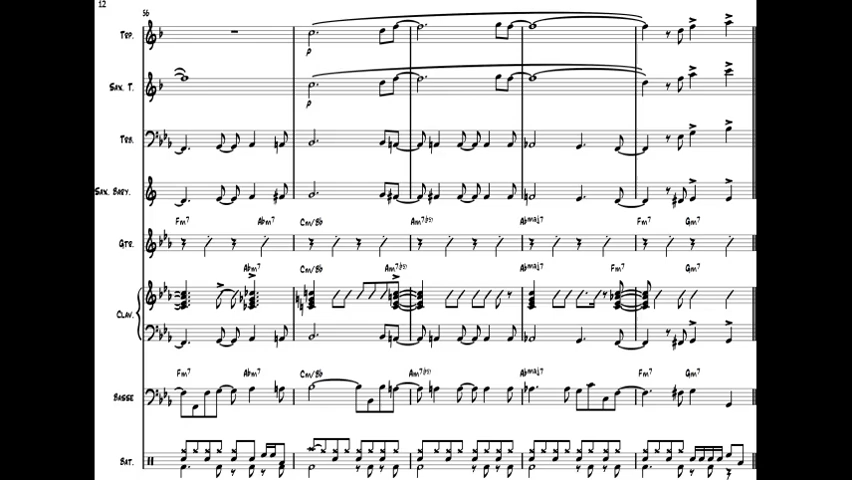 12
56
Trp.
p
Sax. T.
p
Trb.
Sax. Bary.
Fm7 Abm7 Cm/Bb Am7(b5) Abmaj7 Fm7 Gm7
Gtr.
Abm7 Cm/Bb Am7(b5) Abmaj7 Fm7 Gm7
Clav.
Fm7 Abm7 Cm/Bb Am7(b5) Abmaj7 Fm7 Gm7
Basse
Bat.